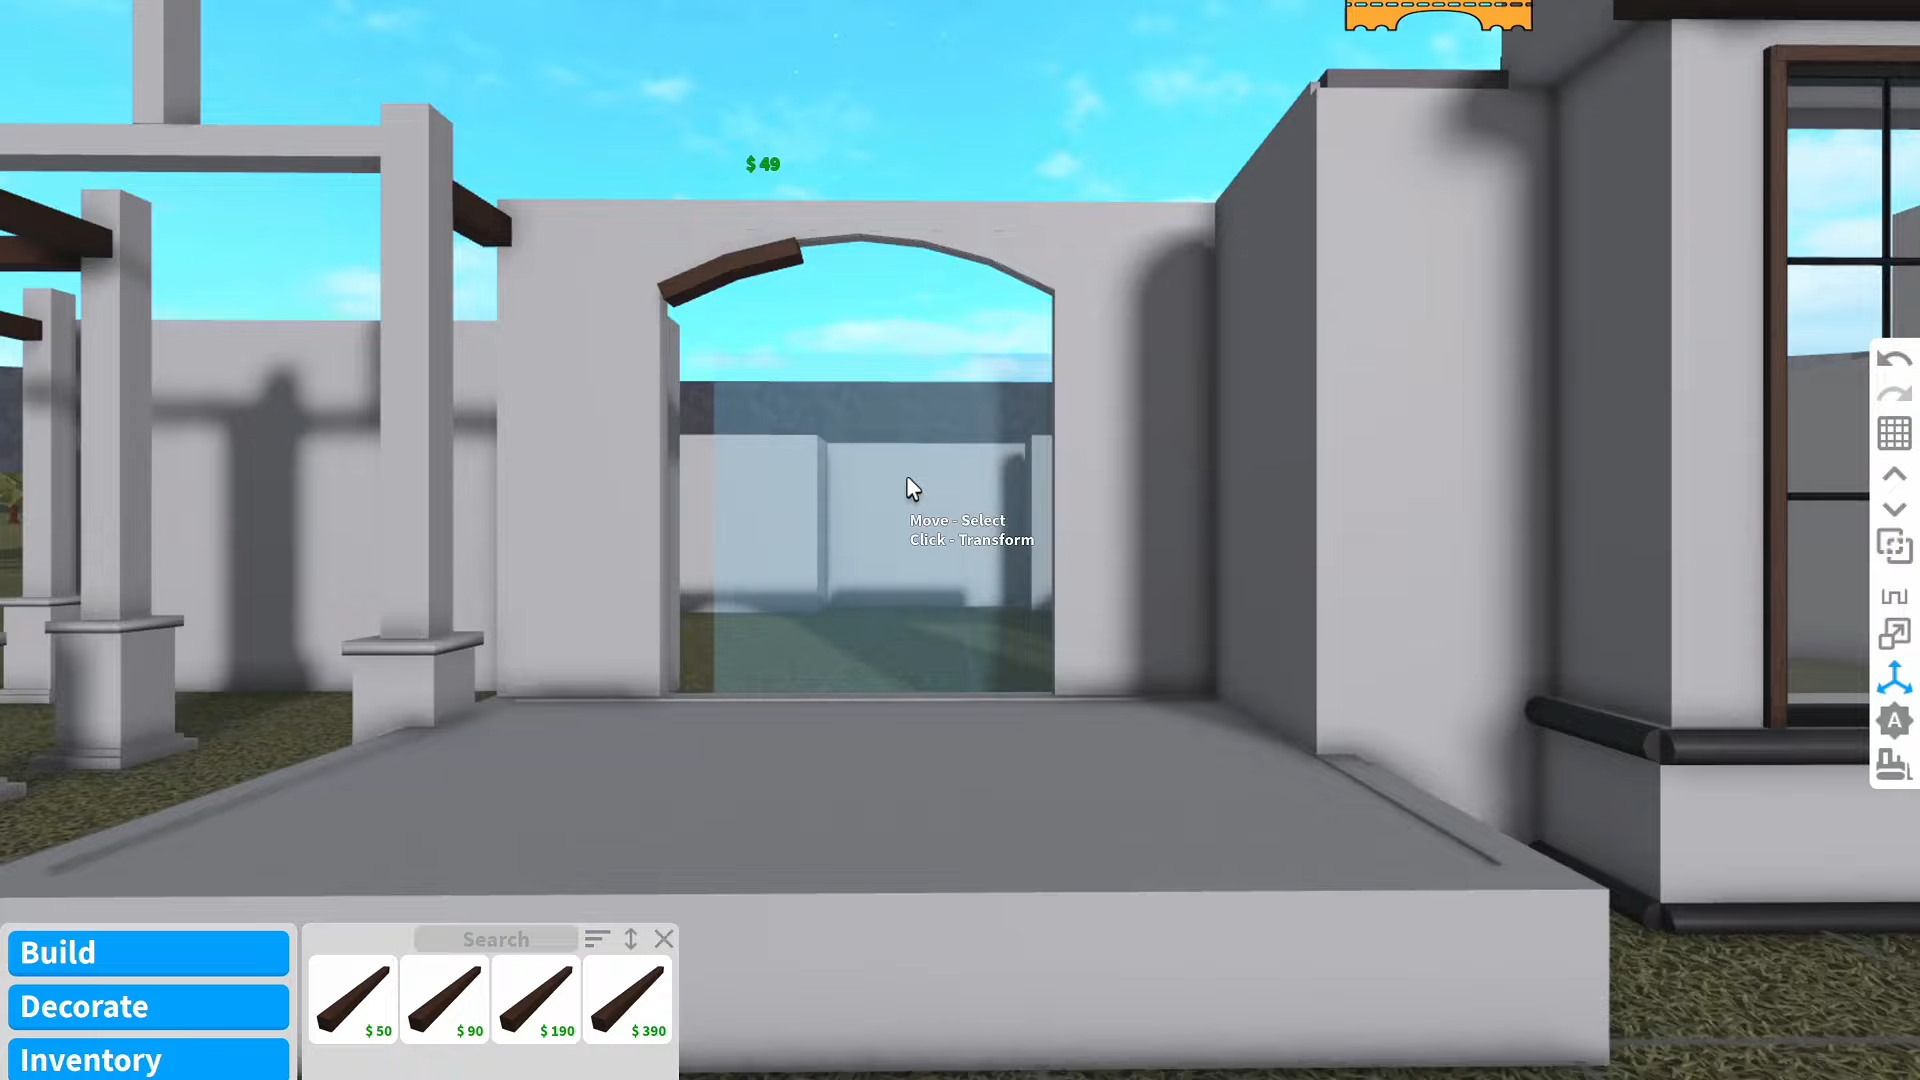 $ 49
Move - Select
Click - Transform
A
Build
Decorate
Inventory
Search
$ 50
$ 90
$ 190
$ 390